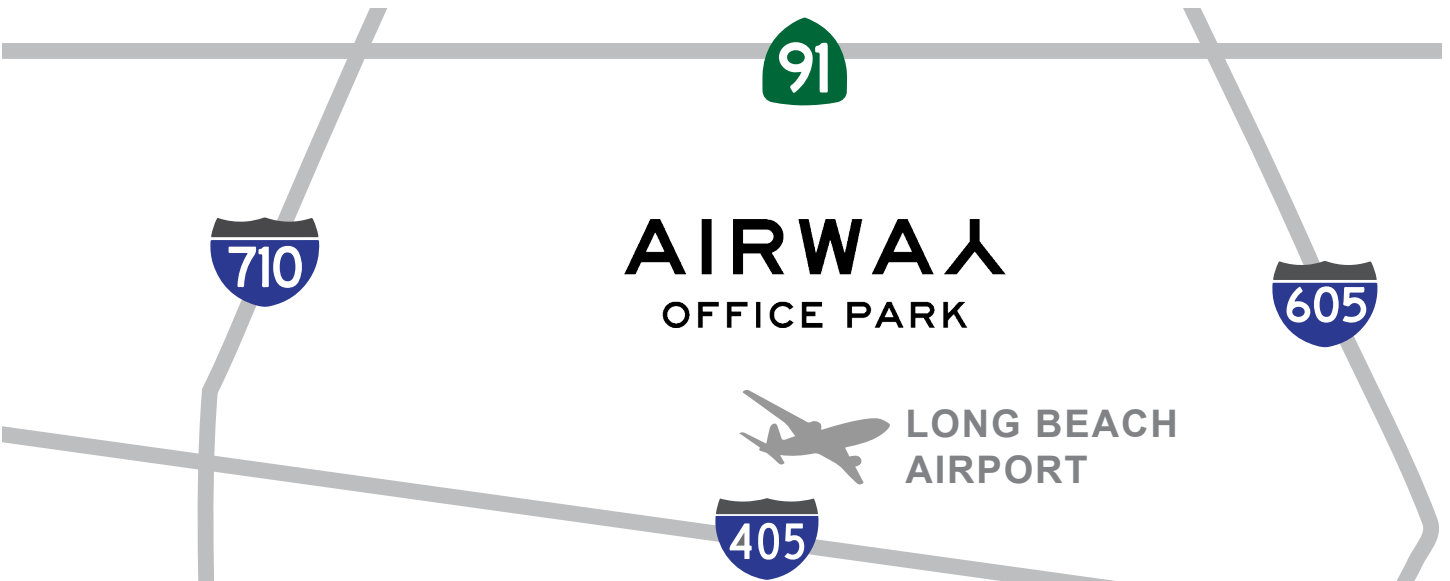 91
AIRWAY
710
605
OFFICE PARK
LONG BEACH
AIRPORT
405